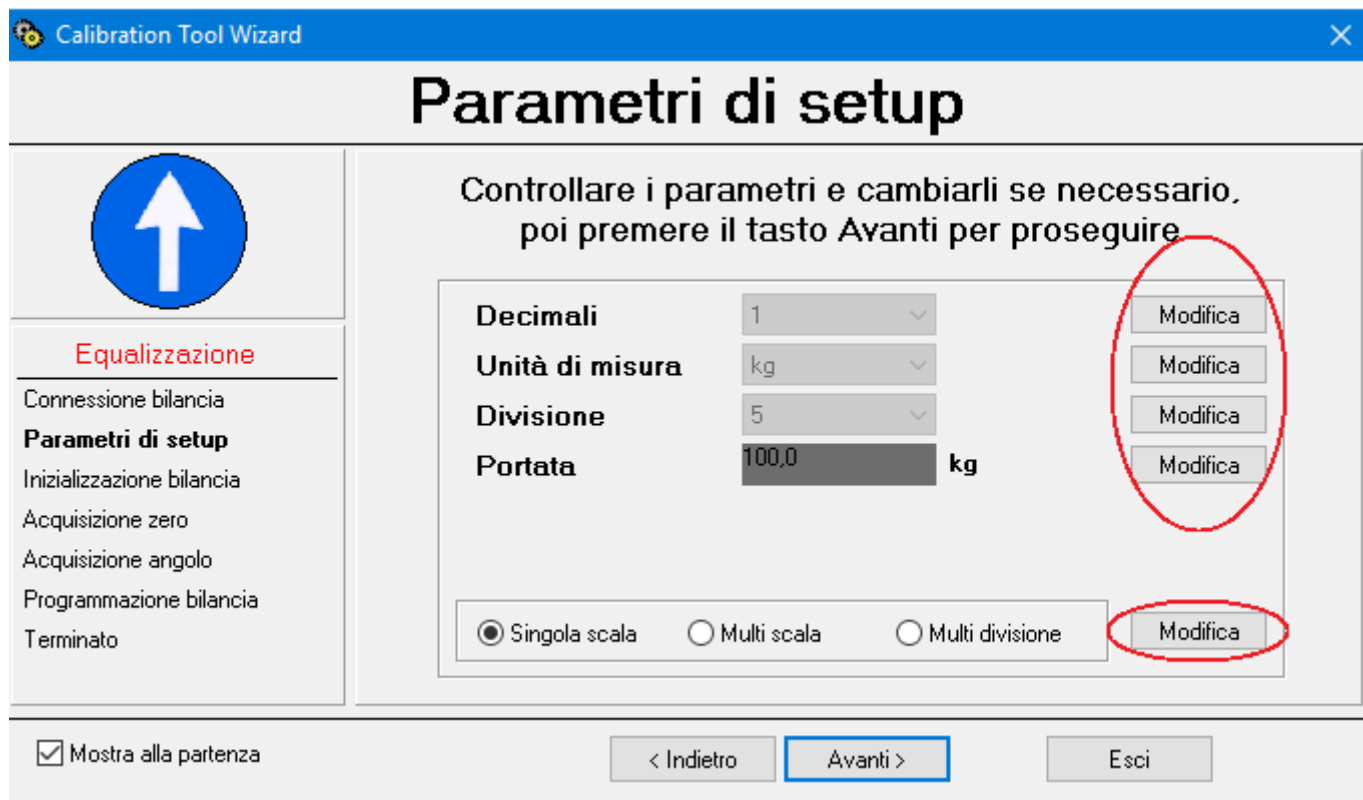 Calibration Tool Wizard
Parametri di setup
Controllare i parametri e cambiarli se necessario,
poi premere il tasto Avanti per proseguire
Equalizzazione
Connessione bilancia
Parametri di setup
Inizializzazione bilancia
Acquisizione zero
Acquisizione angolo
Programmazione bilancia
Terminato
Decimali 1 Modifica
Unità di misura kg Modifica
Divisione 5 Modifica
Portata 100,0 kg Modifica
Singola scala Multi scala Multi divisione Modifica
Mostra alla partenza < Indietro Avanti > Esci